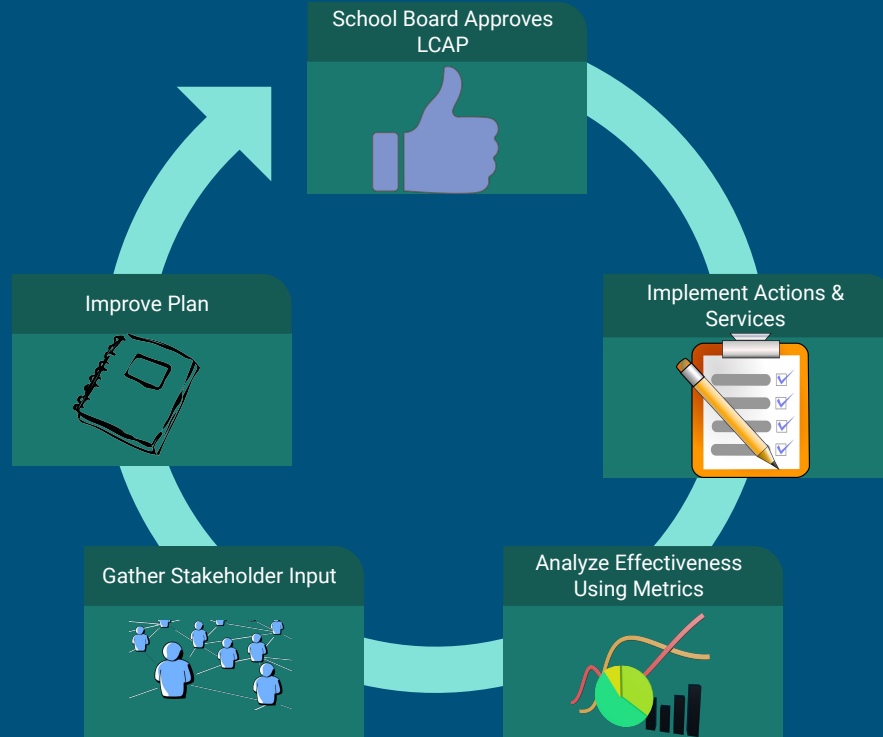 School Board Approves
LCAP
Implement Actions &
Services
Analyze Effectiveness
Using Metrics
Gather Stakeholder Input
Improve Plan